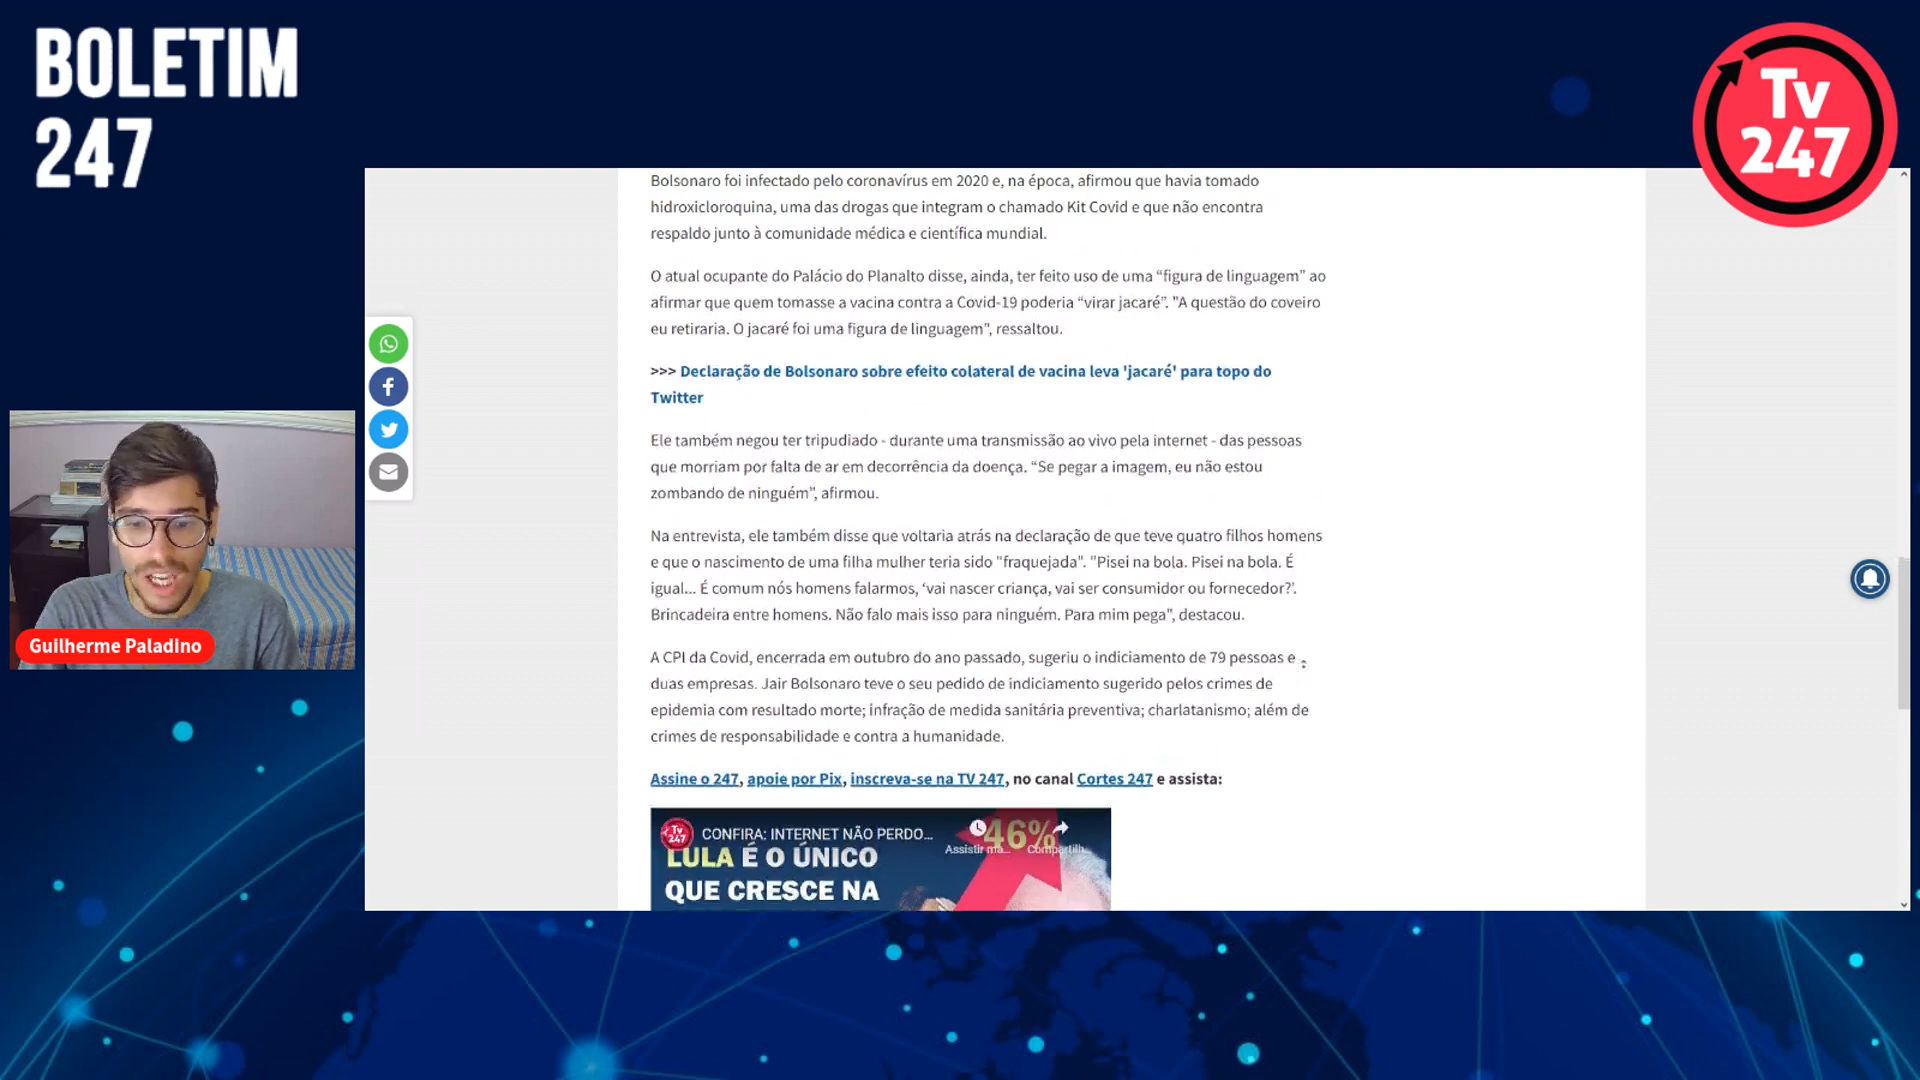 BOLETIM
247
Tv
247
Bolsonaro foi infectado pelo coronavírus em 2020 e, na época, afirmou que havia tomado
hidroxicloroquina, uma das drogas que integram o chamado Kit Covid e que não encontra
respaldo junto à comunidade médica e científica mundial.
O atual ocupante do Palácio do Planalto disse, ainda, ter feito uso de uma “figura de linguagem” ao
afirmar que quem tomasse a vacina contra a Covid-19 poderia “virar jacaré”. "A questão do coveiro
eu retiraria. O jacaré foi uma figura de linguagem", ressaltou.
>>> Declaração de Bolsonaro sobre efeito colateral de vacina leva 'jacaré' para topo do
Twitter
Ele também negou ter tripudiado - durante uma transmissão ao vivo pela internet - das pessoas
que morriam por falta de ar em decorrência da doença. “Se pegar a imagem, eu não estou
zombando de ninguém”, afirmou.
Na entrevista, ele também disse que voltaria atrás na declaração de que teve quatro filhos homens
e que o nascimento de uma filha mulher teria sido "fraquejada". "Pisei na bola. Pisei na bola. É
igual... É comum nós homens falarmos, ‘vai nascer criança, vai ser consumidor ou fornecedor?’.
Brincadeira entre homens. Não falo mais isso para ninguém. Para mim pega", destacou.
A CPI da Covid, encerrada em outubro do ano passado, sugeriu o indiciamento de 79 pessoas e
duas empresas. Jair Bolsonaro teve o seu pedido de indiciamento sugerido pelos crimes de
epidemia com resultado morte; infração de medida sanitária preventiva; charlatanismo; além de
crimes de responsabilidade e contra a humanidade.
Assine o 247, apoie por Pix, inscreva-se na TV 247, no canal Cortes 247 e assista:
Tv
247
CONFIRA: INTERNET NÃO PERDO...
46%
Assistir ma...
Compartilh...
LULA É O ÚNICO
QUE CRESCE NA
Guilherme Paladino